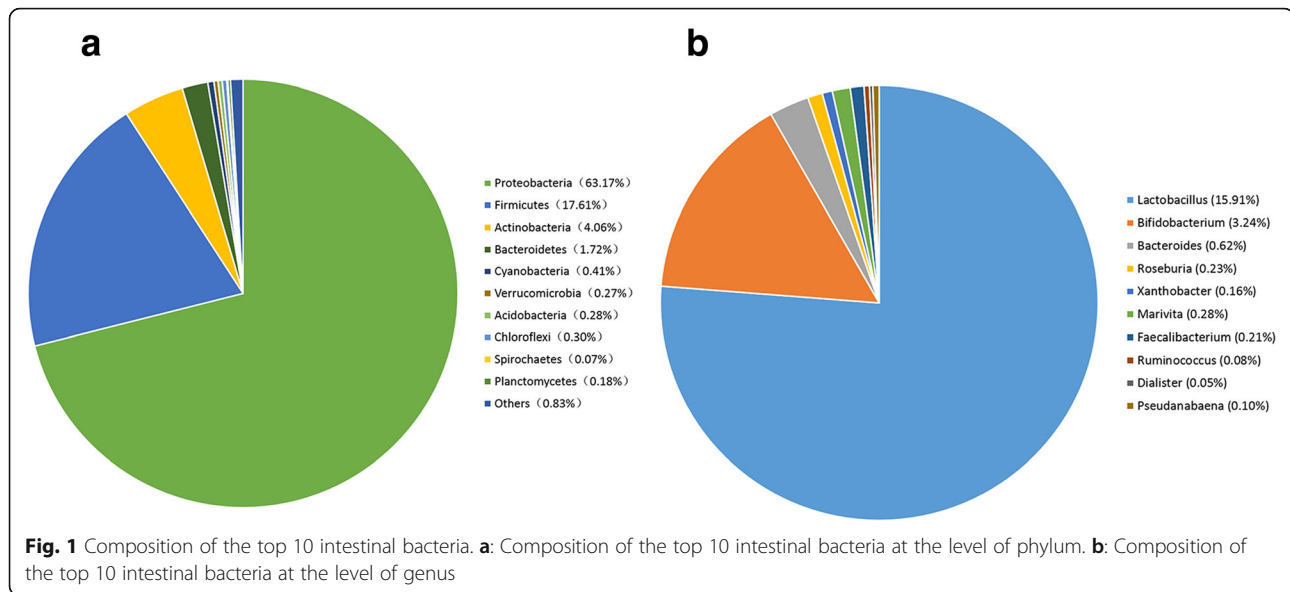 a
Proteobacteria（63.17%）
Firmicutes（17.61%）
Actinobacteria（4.06%）
Bacteroidetes（1.72%）
Cyanobacteria（0.41%）
Verrucomicrobia（0.27%）
Acidobacteria（0.28%）
Chloroflexi（0.30%）
Spirochaetes（0.07%）
Planctomycetes（0.18%）
Others（0.83%）
b
Lactobacillus (15.91%)
Bifidobacterium (3.24%)
Bacteroides (0.62%)
Roseburia (0.23%)
Xanthobacter (0.16%)
Marivita (0.28%)
Faecalibacterium (0.21%)
Ruminococcus (0.08%)
Dialister (0.05%)
Pseudanabaena (0.10%)
Fig. 1 Composition of the top 10 intestinal bacteria. a: Composition of the top 10 intestinal bacteria at the level of phylum. b: Composition of
the top 10 intestinal bacteria at the level of genus